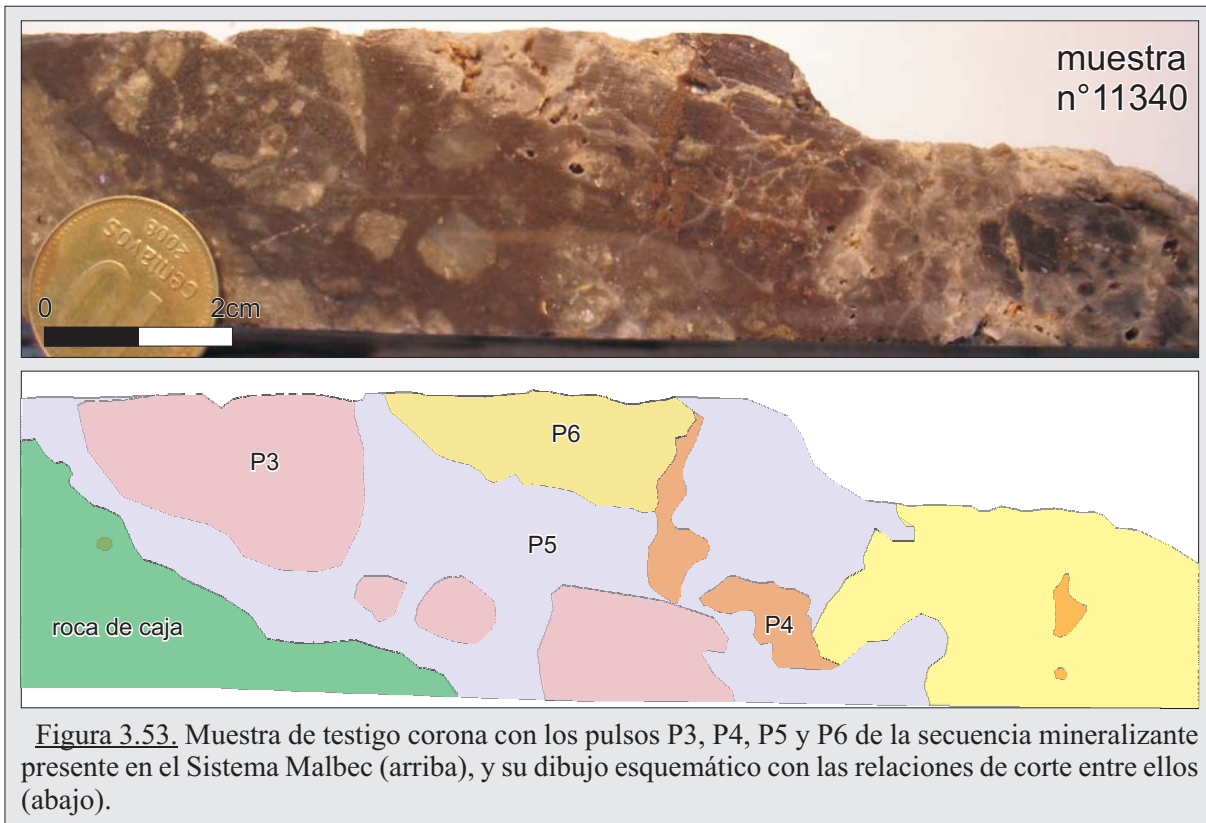 muestra
n°11340
centavos
2008
0 2cm
P3
P6
P5
P4
roca de caja
Figura 3.53. Muestra de testigo corona con los pulsos P3, P4, P5 y P6 de la secuencia mineralizante
presente en el Sistema Malbec (arriba), y su dibujo esquemático con las relaciones de corte entre ellos
(abajo).